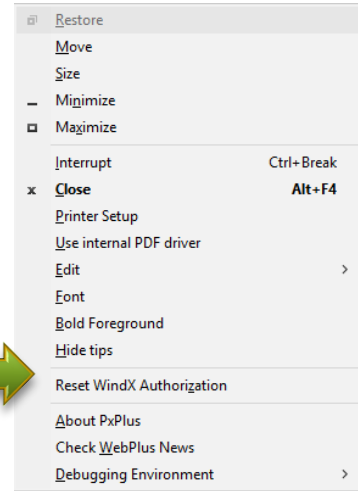 Restore
Move
Size
Minimize
Maximize
Interrupt Ctrl+Break
x Close Alt+F4
Printer Setup
Use internal PDF driver
Edit >
Font
Bold Foreground
Hide tips
Reset WindX Authorization
About PxPlus
Check WebPlus News
Debugging Environment >